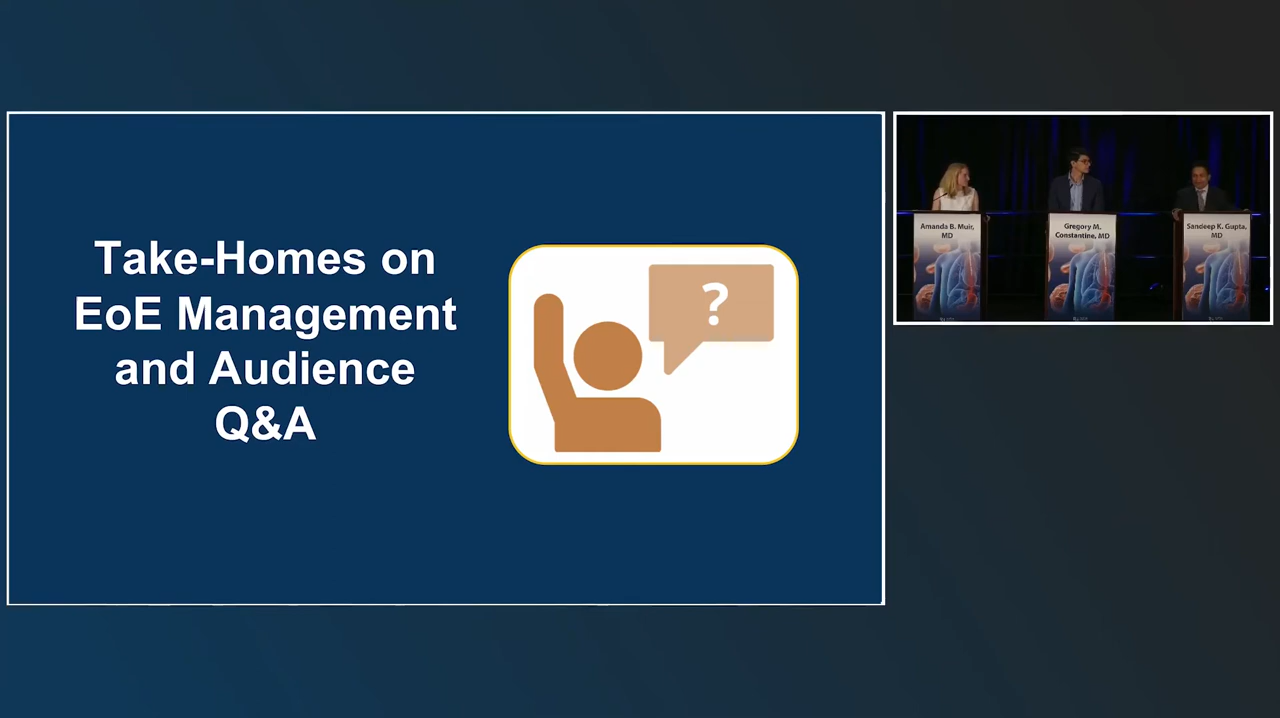 Take-Homes on
EoE Management
and Audience
Q&A
?
Amanda B. Muir,
MD
Gregory M.
Constantine, MD
Sandeep K. Gupta,
MD